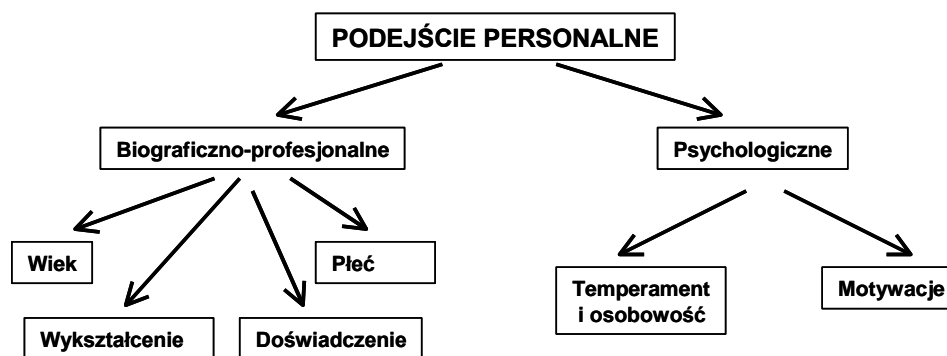 PODEJŚCIE PERSONALNE
Biograficzno-profesjonalne
Psychologiczne
Wiek
Płeć
Temperament
i osobowość
Motywacje
Wykształcenie
Doświadczenie